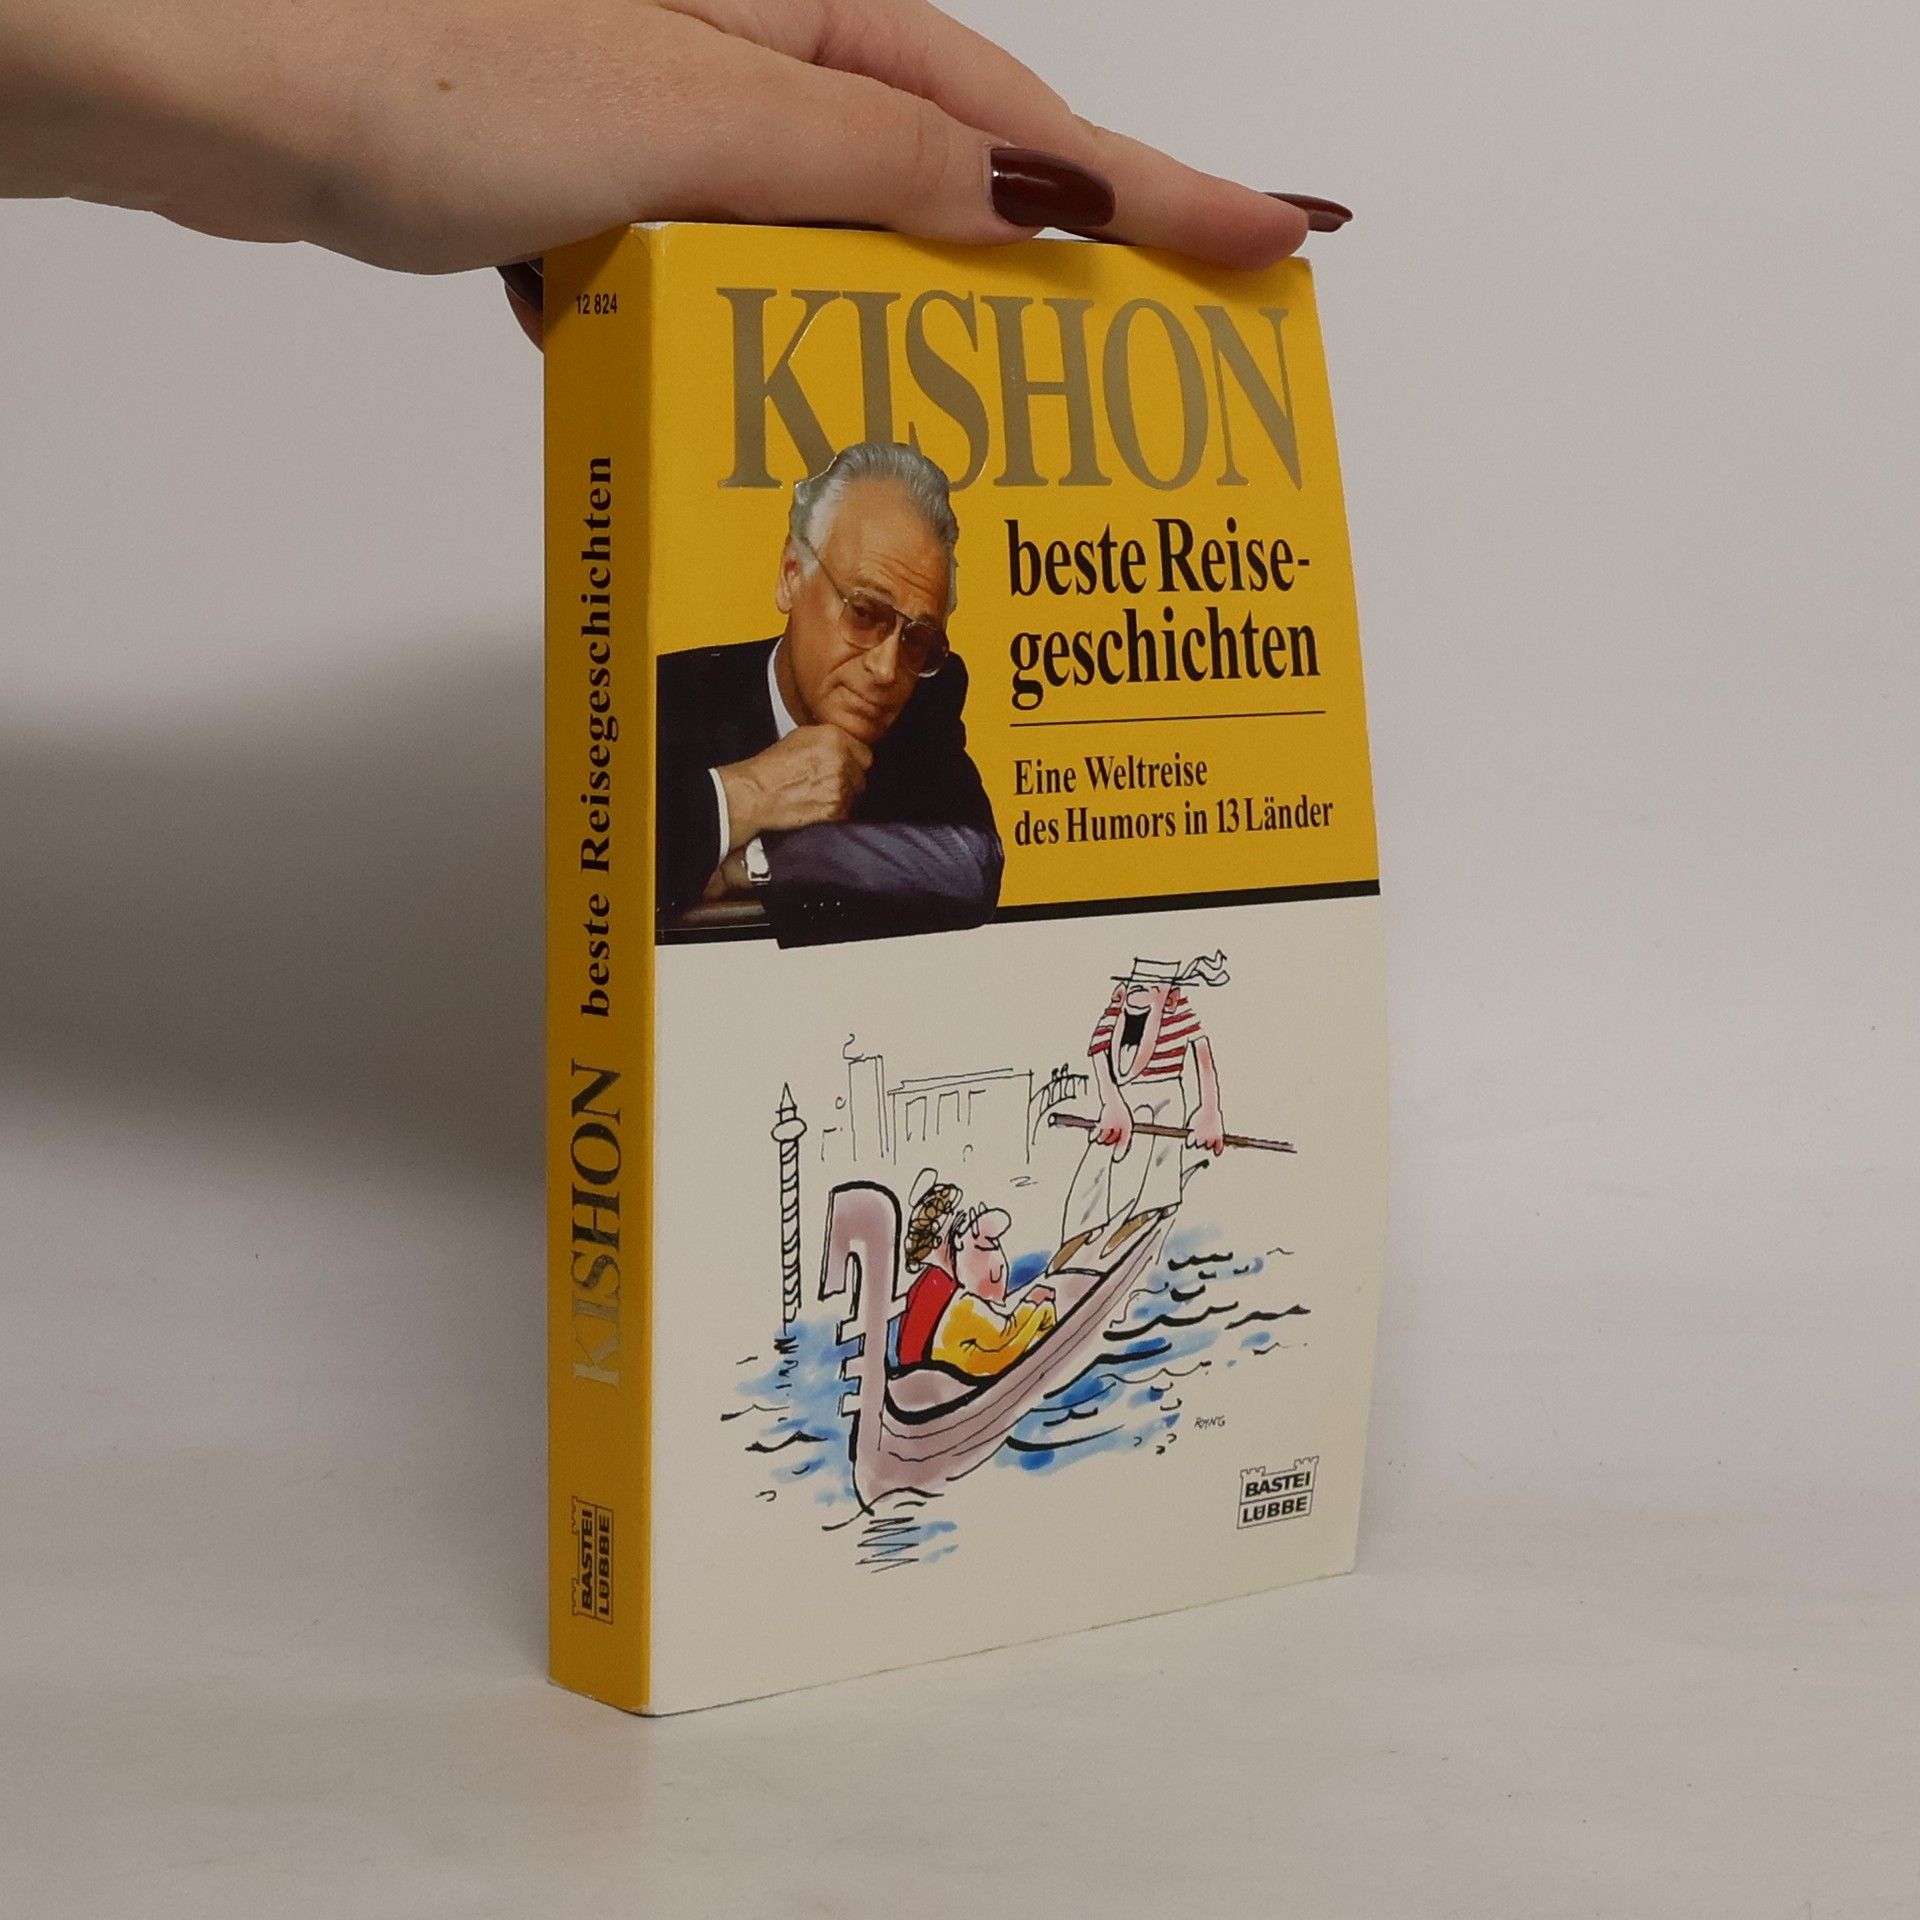 12 824
KISHON beste Reisegeschichten
BASTEI
LÜBBE
KISHON
beste Reise-
geschichten
Eine Weltreise
des Humors in 13 Länder
RANG
BASTEI
LÜBBE